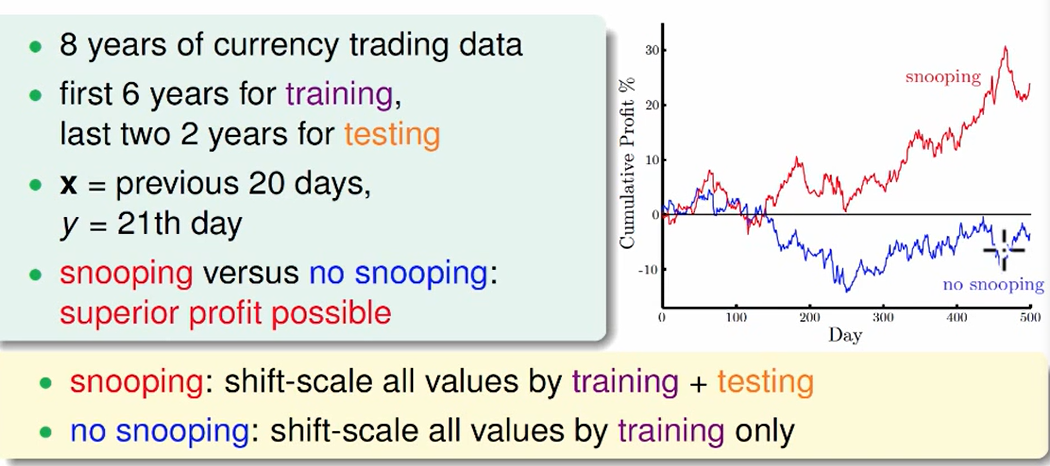 • 8 years of currency trading data
• first 6 years for training,
last two 2 years for testing
• x = previous 20 days,
y = 21th day
• snooping versus no snooping:
superior profit possible
Cumulative Profit %
30
20
10
0
-10
snooping
no snooping
0 100 200 300 400 500
Day
• snooping: shift-scale all values by training + testing
• no snooping: shift-scale all values by training only